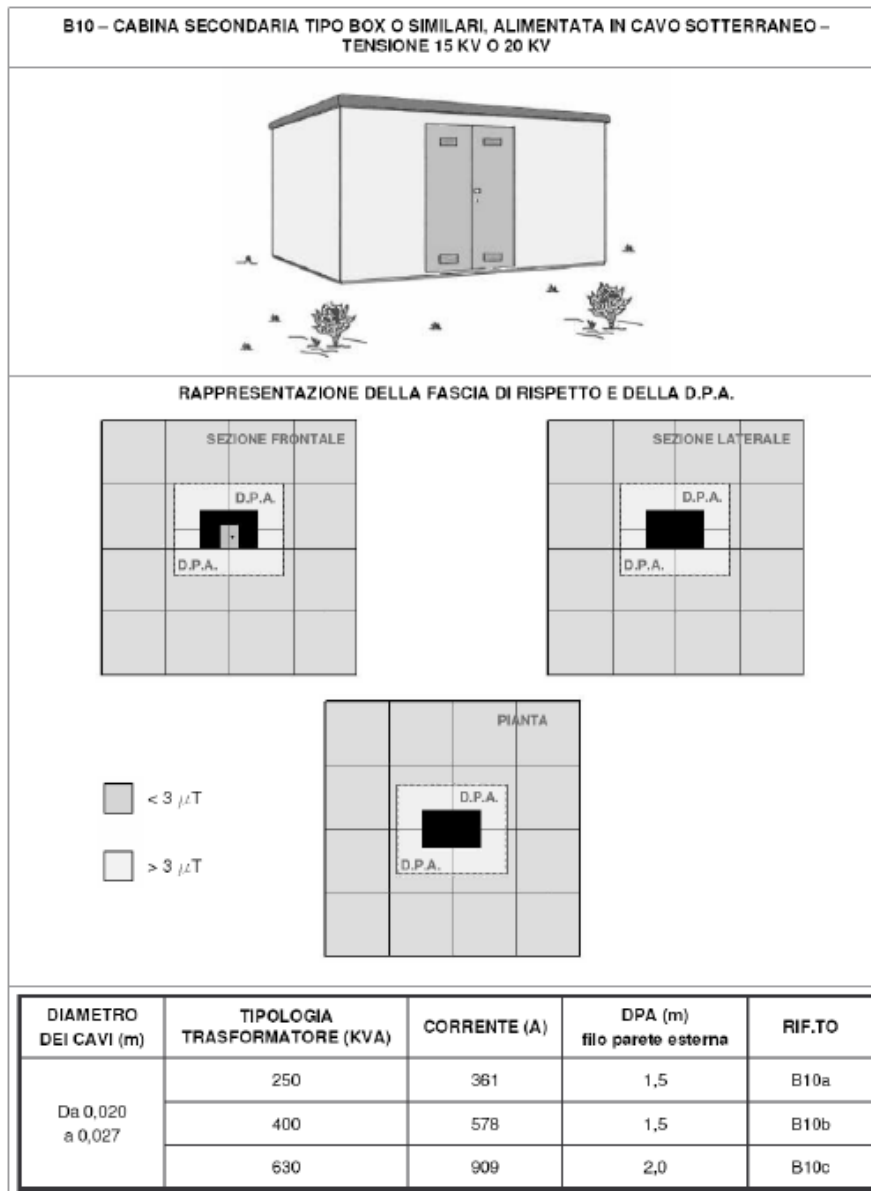 B10 – CABINA SECONDARIA TIPO BOX O SIMILARI, ALIMENTATA IN CAVO SOTTERRANEO –
TENSIONE 15 KV O 20 KV
RAPPRESENTAZIONE DELLA FASCIA DI RISPETTO E DELLA D.P.A.
SEZIONE FRONTALE
D.P.A.
D.P.A.
SEZIONE LATERALE
D.P.A.
D.P.A.
PIANTA
D.P.A.
D.P.A.
< 3 μT
> 3 μT
DIAMETRO
DEI CAVI (m)
TIPOLOGIA
TRASFORMATORE (KVA)
CORRENTE (A)
DPA (m)
filo parete esterna
RIF.TO
Da 0,020
a 0,027
250 361 1,5 B10a
400 578 1,5 B10b
630 909 2,0 B10c